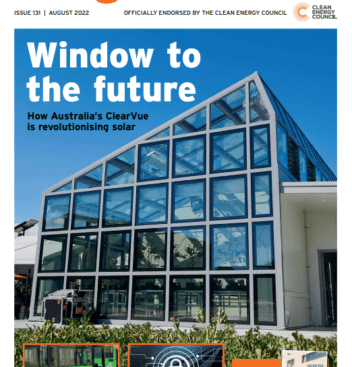 ISSUE 131 | AUGUST 2022
OFFICIALLY ENDORSED BY THE CLEAN ENERGY COUNCIL
CLEAN
ENERGY
COUNCIL
Window to
the future
How Australia's ClearVue
is revolutionising solar